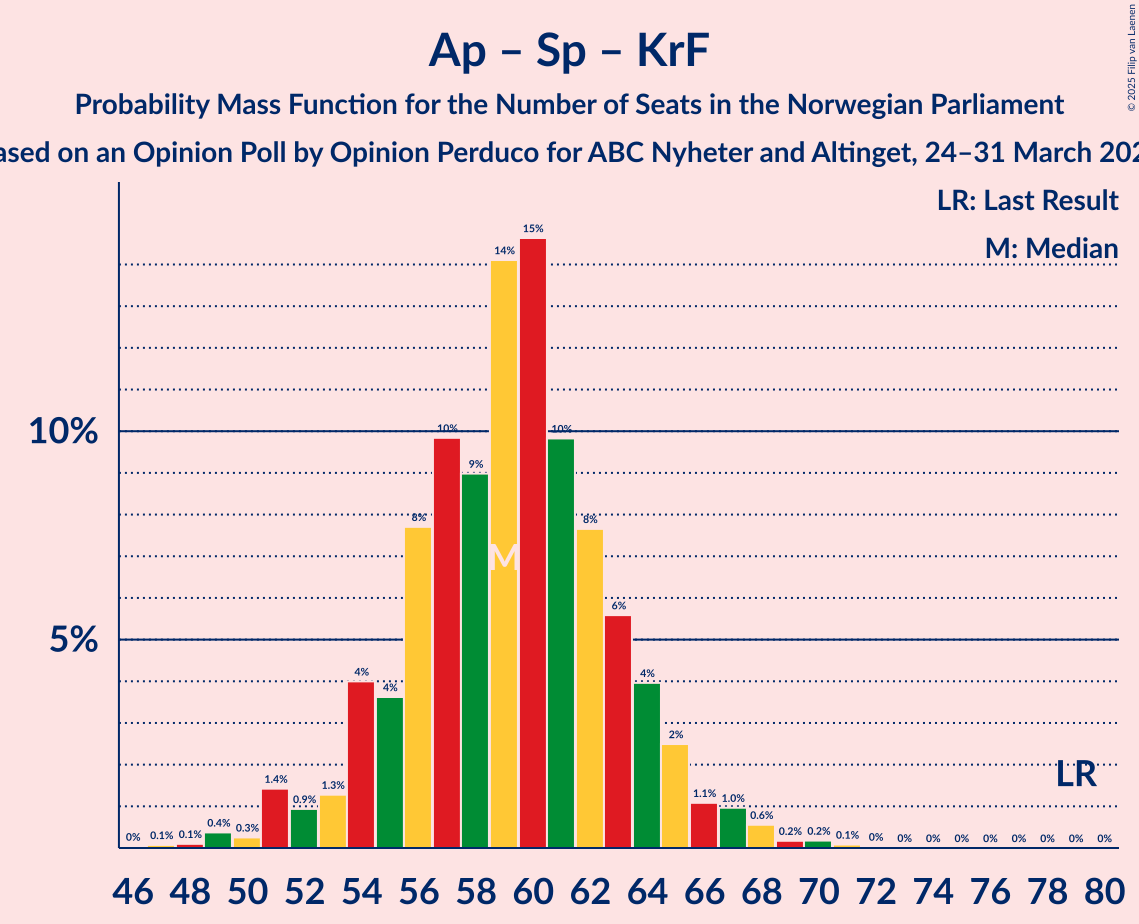 Ap – Sp – KrF
Probability Mass Function for the Number of Seats in the Norwegian Parliament
on an Opinion Poll by Opinion Perduco for ABC Nyheter and Altinget, 24–31 March
© 2025 Filip van Laenen
LR: Last Result
M: Median
15%
14%
10%
10%
10%
9%
8%
8%
M
6%
5%
4%
4%
4%
2%
LR
1.4%
0.9%
1.3%
1.1%
1.0%
0.6%
0% 0.1% 0.1% 0.4% 0.3%
0.2% 0.2% 0.1% 0% 0% 0% 0% 0% 0% 0% 0% 0%
46 48 50 52 54 56 58 60 62 64 66 68 70 72 74 76 78 80